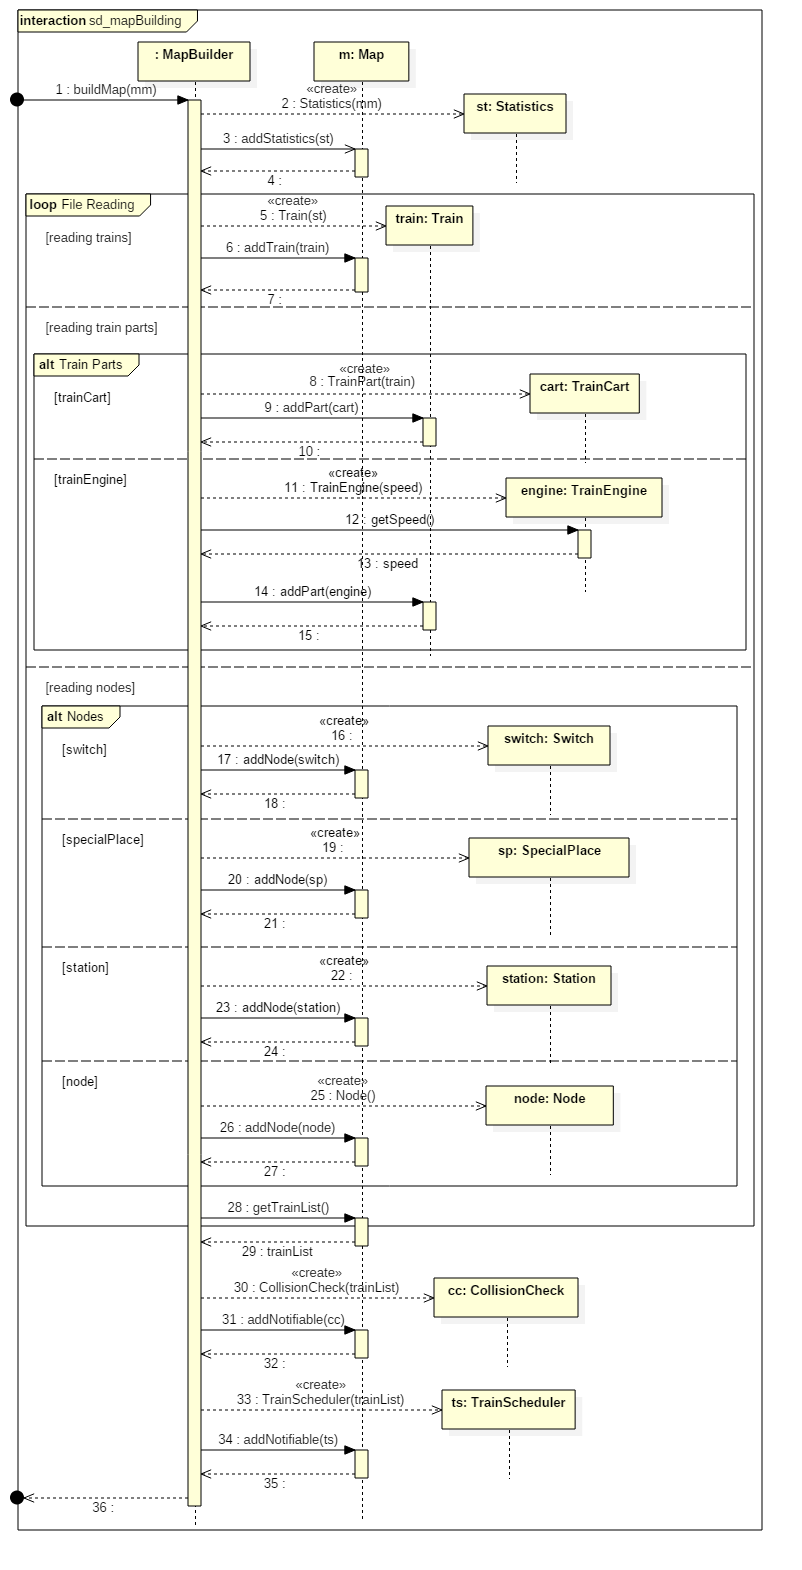 interaction sd_mapBuilding
: MapBuilder
m: Map
1 : buildMap(mm)
«create»
2 : Statistics(mm)
st: Statistics
3 : addStatistics(st)
4 :
loop File Reading
«create»
5 : Train(st)
train: Train
[reading trains]
6 : addTrain(train)
7 :
[reading train parts]
alt Train Parts
«create»
8 : TrainPart(train)
cart: TrainCart
[trainCart]
9 : addPart(cart)
10 :
[trainEngine]
«create»
11 : TrainEngine(speed)
engine: TrainEngine
12 : getSpeed()
13 : speed
14 : addPart(engine)
15 :
[reading nodes]
alt Nodes
«create»
16 :
switch: Switch
[switch]
17 : addNode(switch)
18 :
[specialPlace]
«create»
19 :
sp: SpecialPlace
20 : addNode(sp)
21 :
[station]
«create»
22 :
station: Station
23 : addNode(station)
24 :
[node]
«create»
25 : Node()
node: Node
26 : addNode(node)
27 :
28 : getTrainList()
29 : trainList
«create»
30 : CollisionCheck(trainList)
cc: CollisionCheck
31 : addNotifiable(cc)
32 :
«create»
33 : TrainScheduler(trainList)
ts: TrainScheduler
34 : addNotifiable(ts)
35 :
36 :